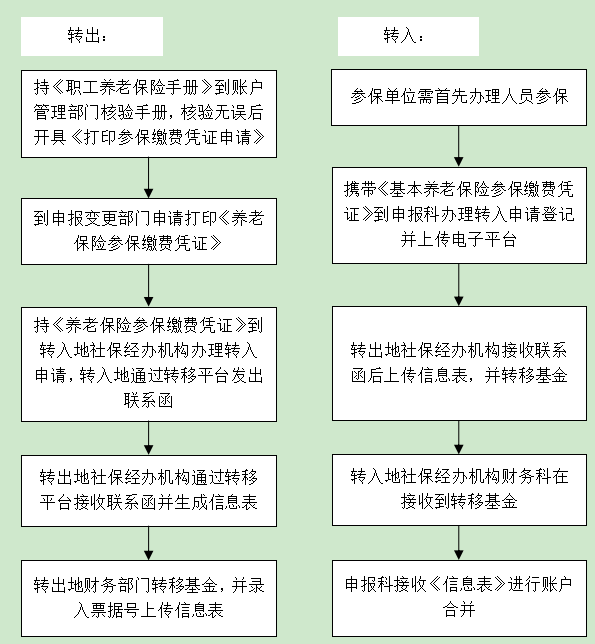 转出：
持《职工养老保险手册》到账户
管理部门核验手册，核验无误后
开具《打印参保缴费凭证申请》
到申报变更部门申请打印《养老
保险参保缴费凭证》
持《养老保险参保缴费凭证》到
转入地社保经办机构办理转入
申请，转入地通过转移平台发出
联系函
转出地社保经办机构通过转移
平台接收联系函并生成信息表
转出地财务部门转移基金，并录
入票据号上传信息表
转入：
参保单位需首先办理人员参保
携带《基本养老保险参保缴费凭
证》到申报科办理转入申请登记
并上传电子平台
转出地社保经办机构接收联系
函后上传信息表，并转移基金
转入地社保经办机构财务科在
接收到转移基金
申报科接收《信息表》进行账户
合并